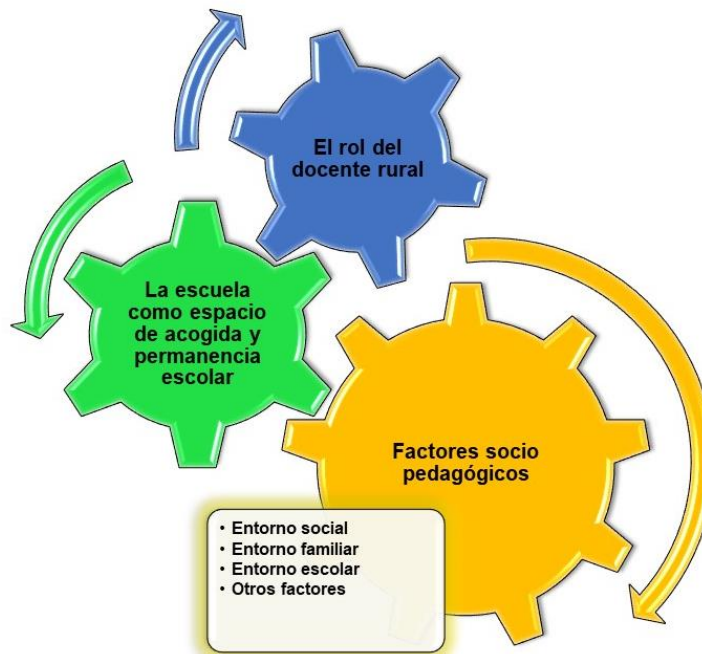 El rol del
docente rural
La escuela
como espacio
de acogida y
permanencia
escolar
Factores socio
pedagógicos
• Entorno social
• Entorno familiar
• Entorno escolar
• Otros factores